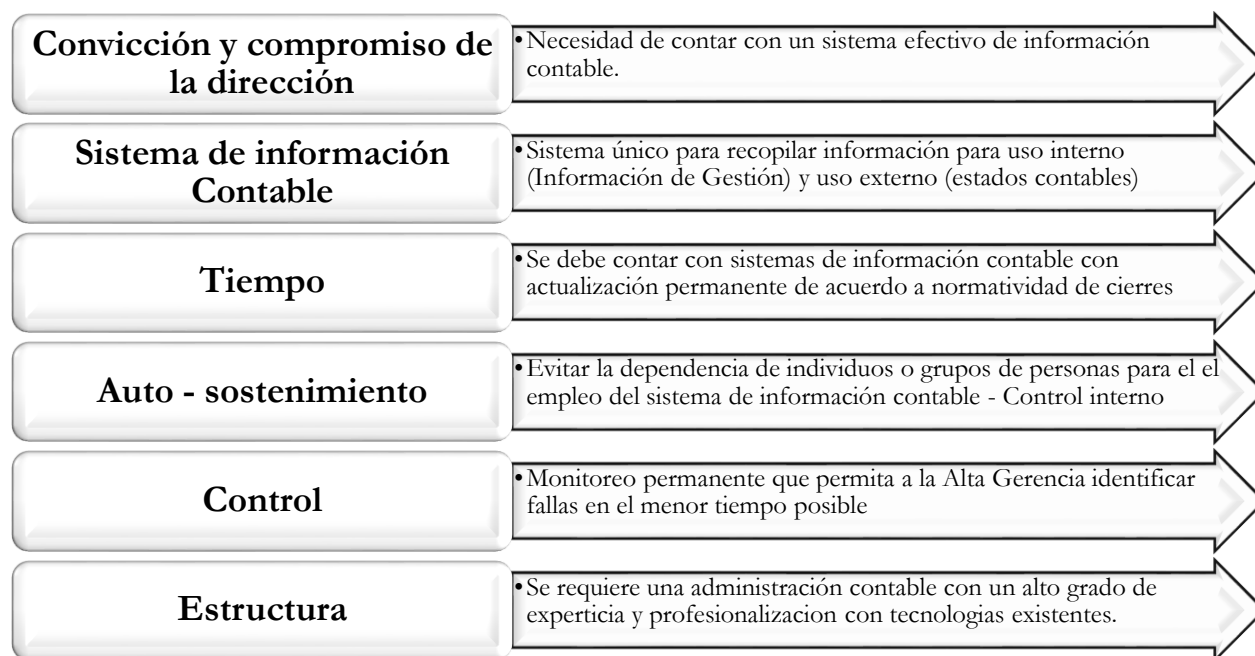 Convicción y compromiso de
la dirección
•Necesidad de contar con un sistema efectivo de información
contable.
Sistema de información
Contable
•Sistema único para recopilar información para uso interno
(Información de Gestión) y uso externo (estados contables)
Tiempo
•Se debe contar con sistemas de información contable con
actualización permanente de acuerdo a normatividad de cierres
Auto - sostenimiento
•Evitar la dependencia de individuos o grupos de personas para el el
empleo del sistema de información contable - Control interno
Control
•Monitoreo permanente que permita a la Alta Gerencia identificar
fallas en el menor tiempo posible
Estructura
•Se requiere una administración contable con un alto grado de
experticia y profesionalizacion con tecnologias existentes.